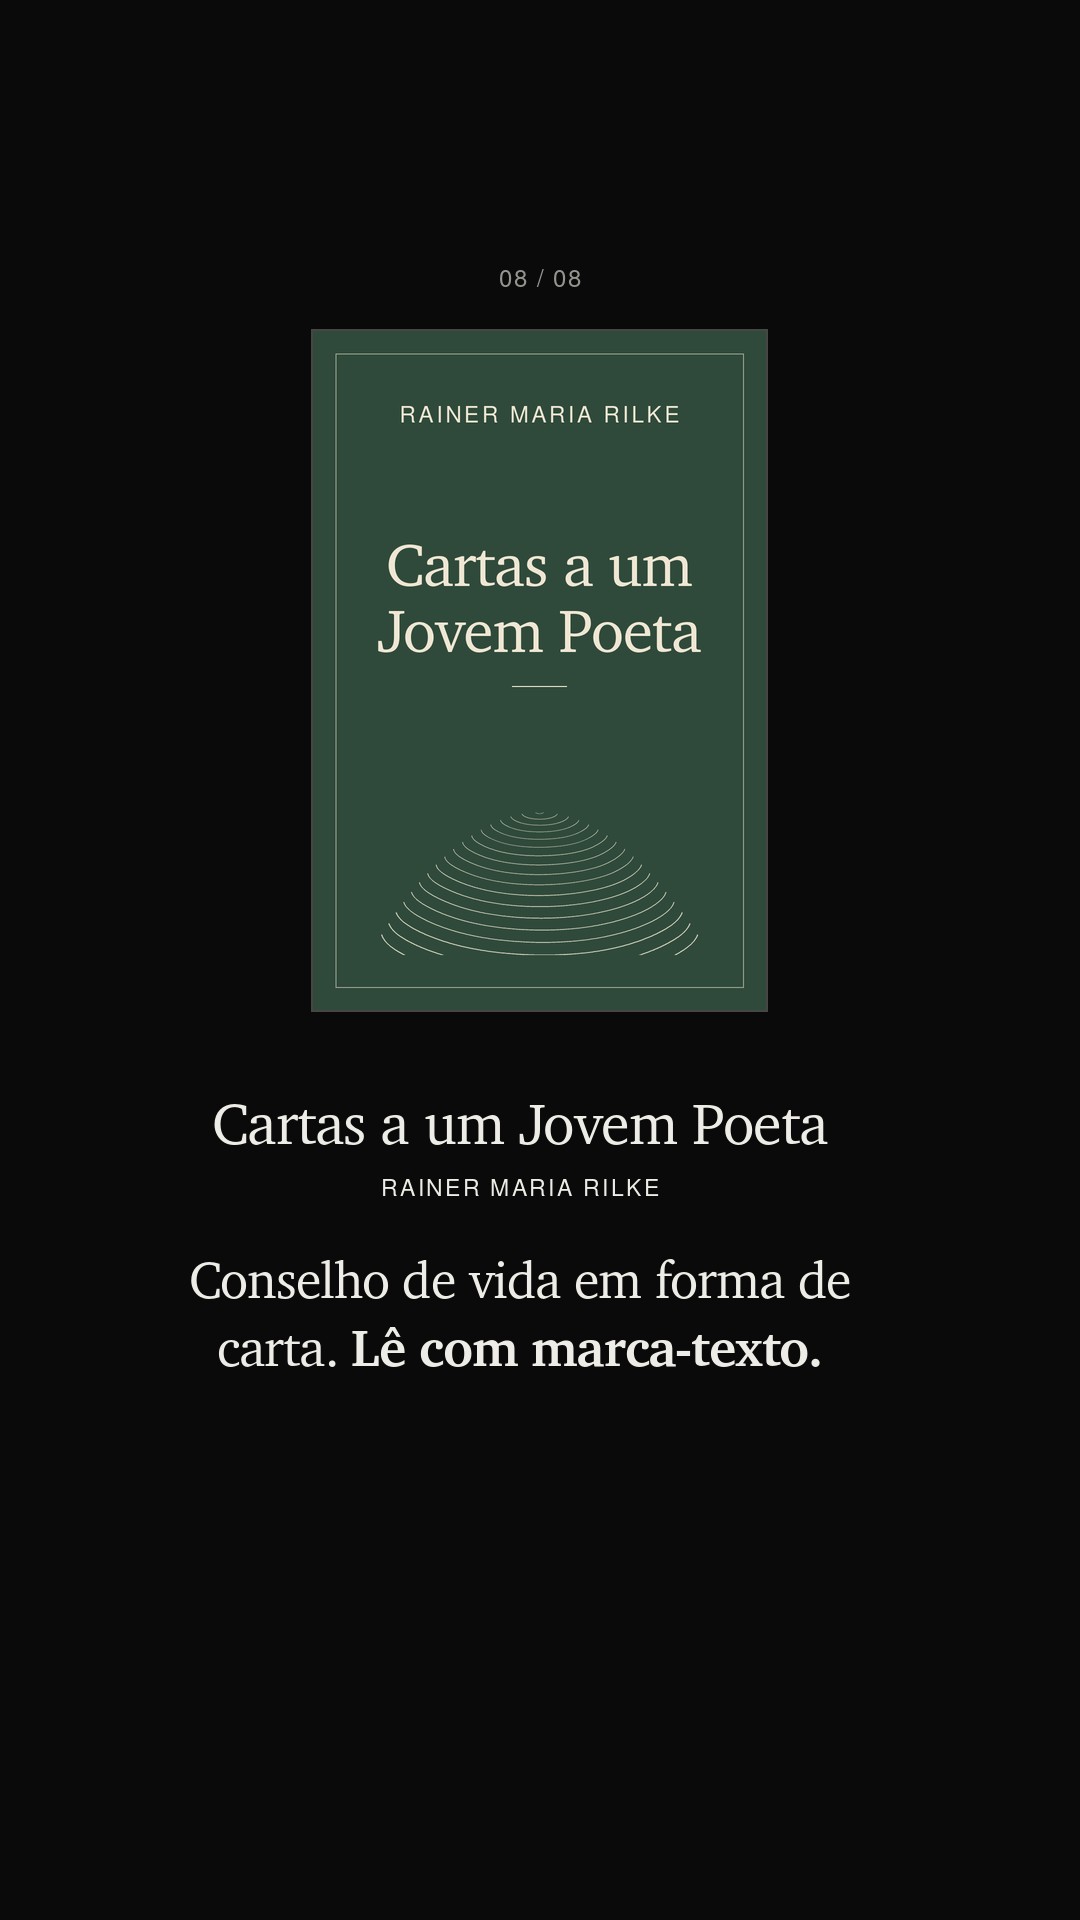 08 / 08
RAINER MARIA RILKE
Cartas a um
Jovem Poeta
Cartas a um Jovem Poeta
RAINER MARIA RILKE
Conselho de vida em forma de
carta. Lê com marca-texto.